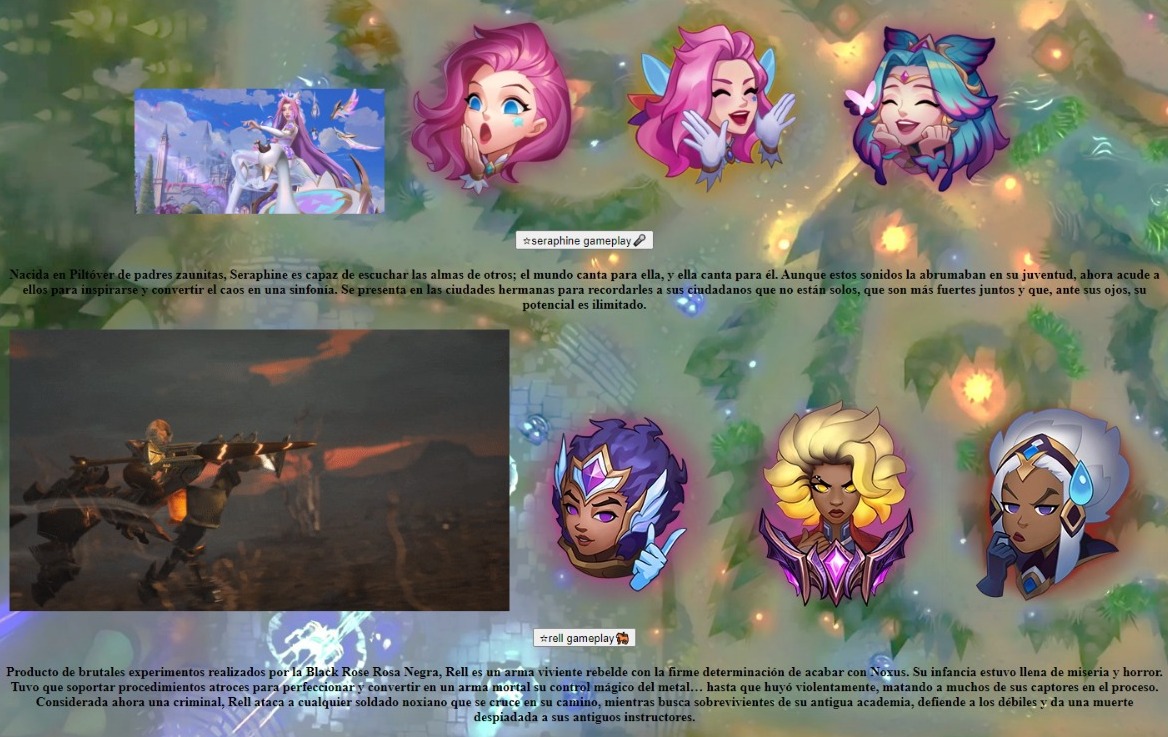 ☆seraphine gameplay🎤
Nacida en Piltóver de padres zaunitas, Seraphine es capaz de escuchar las almas de otros; el mundo canta para ella, y ella canta para él. Aunque estos sonidos la abrumaban en su juventud, ahora acude a
ellos para inspirarse y convertir el caos en una sinfonía. Se presenta en las ciudades hermanas para recordarles a sus ciudadanos que no están solos, que son más fuertes juntos y que, ante sus ojos, su
potencial es ilimitado.
☆rell gameplay🐎
Producto de brutales experimentos realizados por la Black Rose Rosa Negra, Rell es un arma viviente rebelde con la firme determinación de acabar con Noxus. Su infancia estuvo llena de miseria y horror.
Tuvo que soportar procedimientos atroces para perfeccionar y convertir en un arma mortal su control mágico del metal… hasta que huyó violentamente, matando a muchos de sus captores en el proceso.
Considerada ahora una criminal, Rell ataca a cualquier soldado noxiano que se cruce en su camino, mientras busca sobrevivientes de su antigua academia, defiende a los débiles y da una muerte
despiadada a sus antiguos instructores.